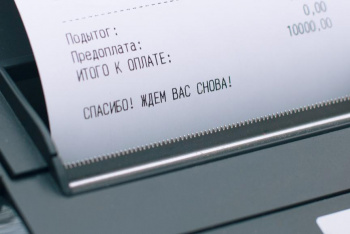 Подытог: 0,00
Предоплата: 10000.00
ИТОГО К ОПЛАТЕ:
СПАСИБО! ЖДЕМ ВАС СНОВА!